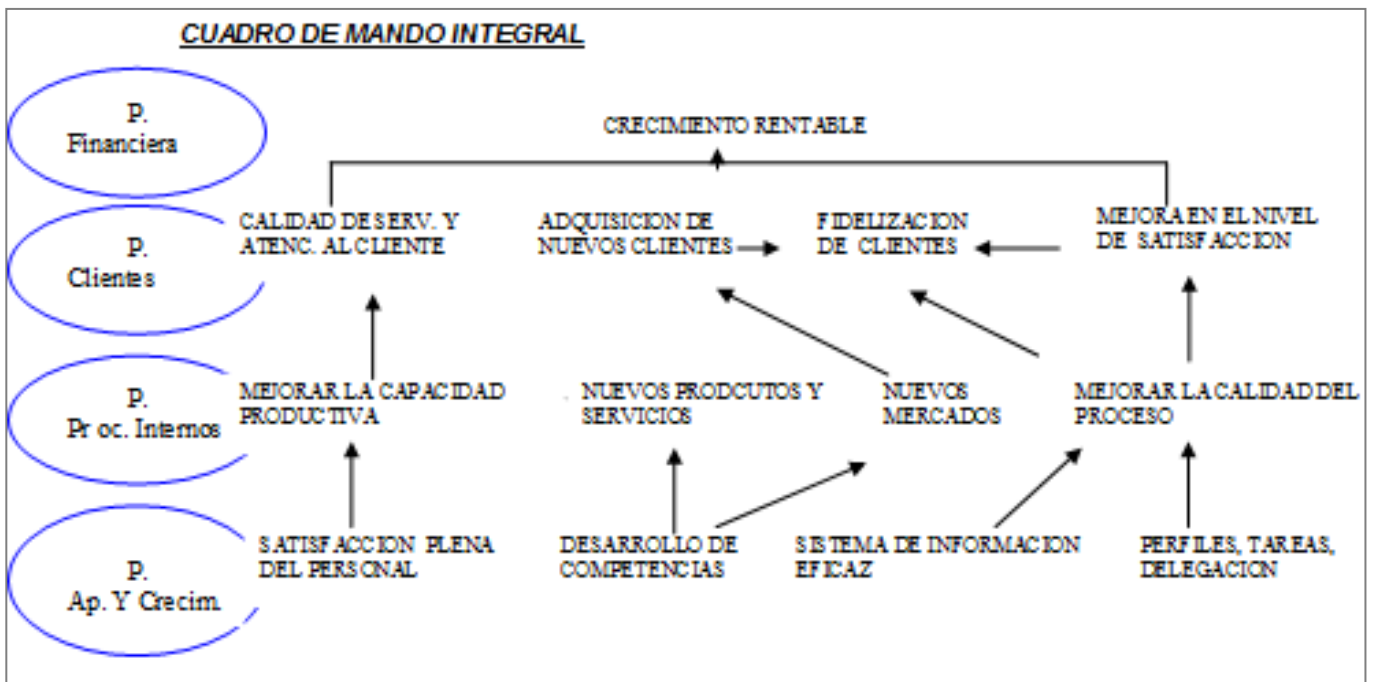 CUADRO DE MANDO INTEGRAL
P.
Financiera
CRECIMIENTO RENTABLE
P.
Clientes
CALIDAD DE SERV. Y
ATENC. AL CLIENTE
ADQUISICION DE
NUEVOS CLIENTES
FIDELIZACION
DE CLIENTES
MEJORA EN EL NIVEL
DE SATISFACCION
P.
Proc. Internos
MEJORAR LA CAPACIDAD
PRODUCTIVA
. NUEVOS PRODCUTOS Y
SERVICIOS
NUEVOS
MERCADOS
MEJORAR LA CALIDAD DEL
PROCESO
P.
Ap. Y Crecim.
SATISFACCION PLENA
DEL PERSONAL
DESARROLLO DE
COMPETENCIAS
SISTEMA DE INFORMACION
EFICAZ
PERFILES, TAREAS,
DELEGACION